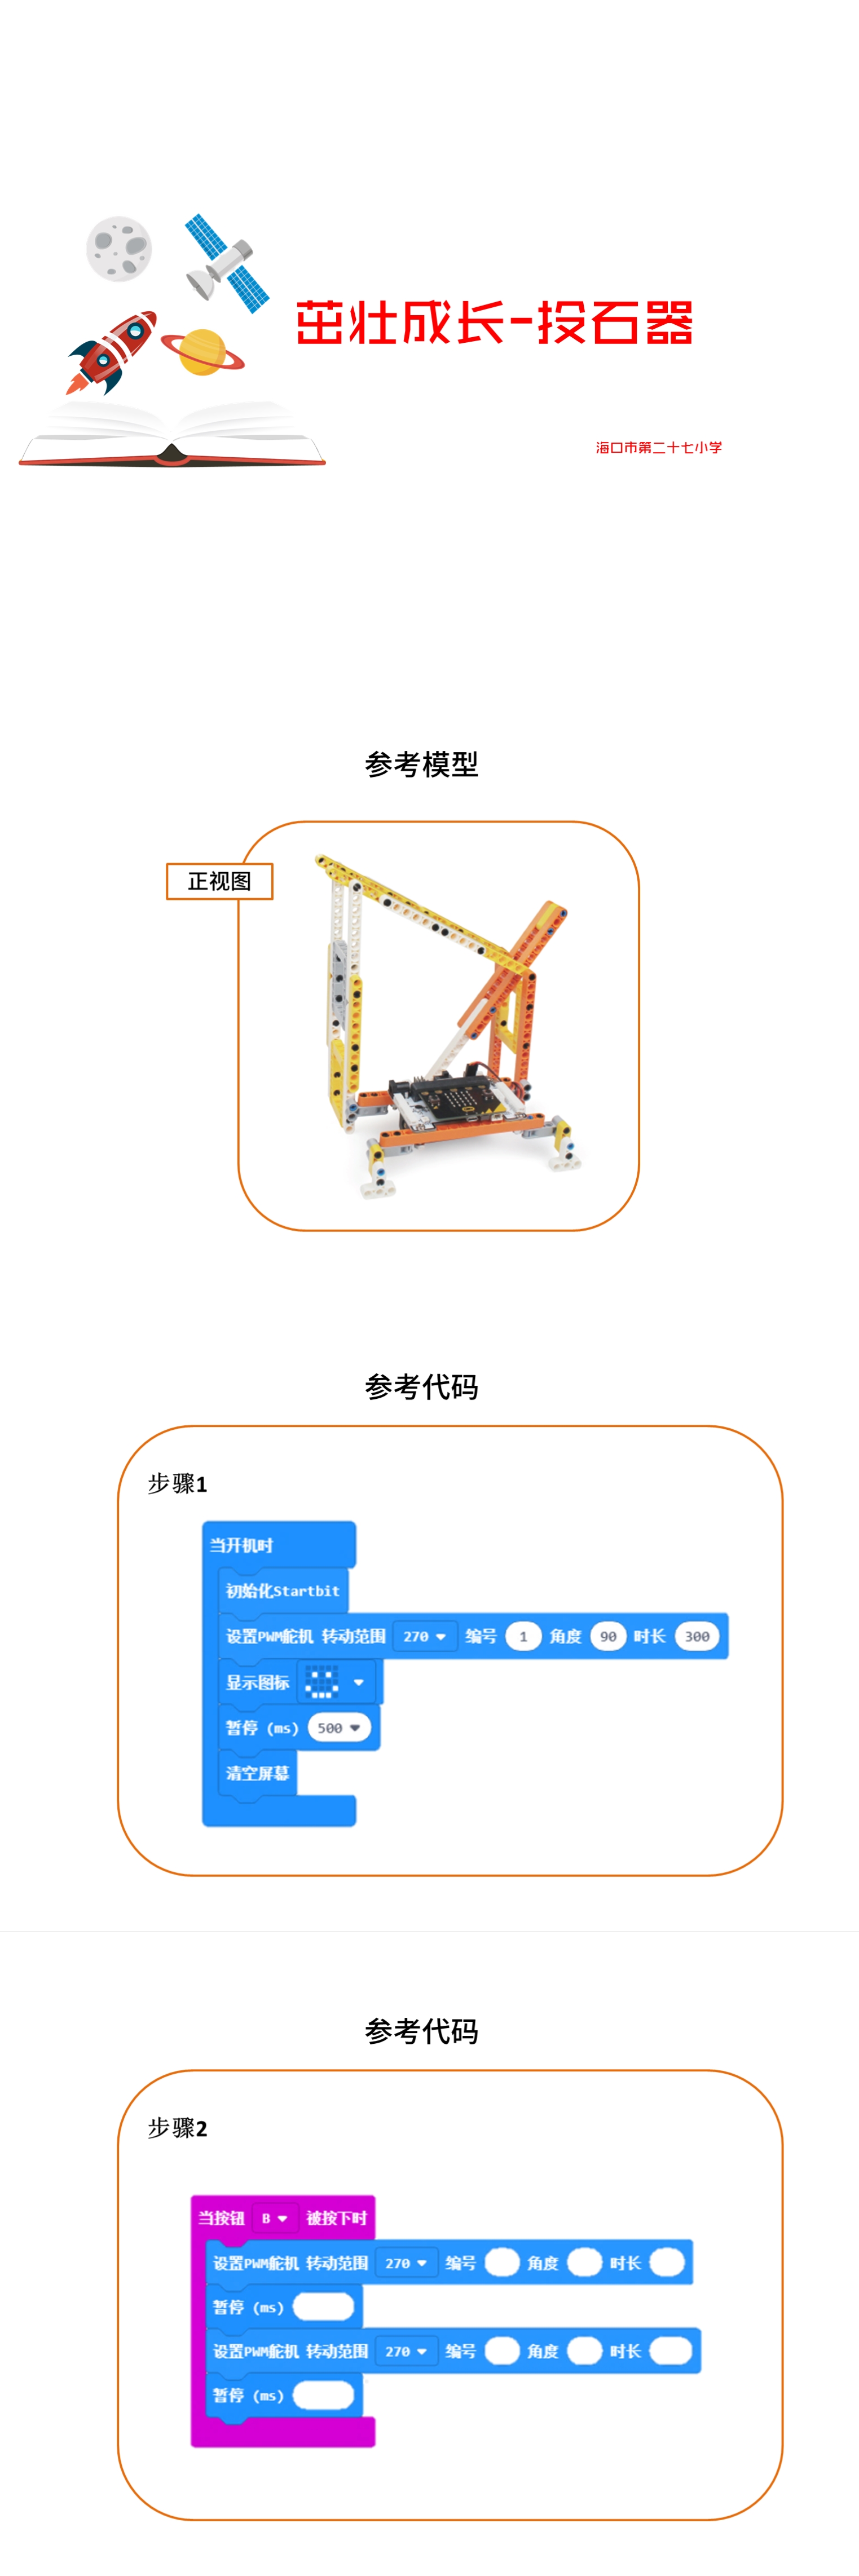 茁壮成长-投石器
海口市第二十七小学
参考模型
正视图
参考代码
步骤1
当开机时
初始化Startbit
设置PWM舵机 转动范围 270 编号 1 角度 90 时长 300
显示图标
暂停 (ms) 500
清空屏幕
参考代码
步骤2
当按钮 B 被按下时
设置PWM舵机 转动范围 270 编号 角度 时长
暂停 (ms)
设置PWM舵机 转动范围 270 编号 角度 时长
暂停 (ms)